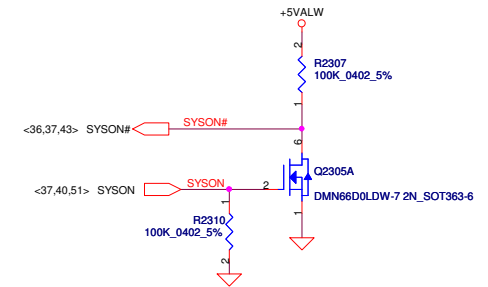 +5VALW
2
R2307
100K_0402_5%
1
<36,37,43> SYSON# SYSON#
6
Q2305A
<37,40,51> SYSON SYSON 2
DMN66D0LDW-7 2N_SOT363-6
1
1
R2310
100K_0402_5%
2